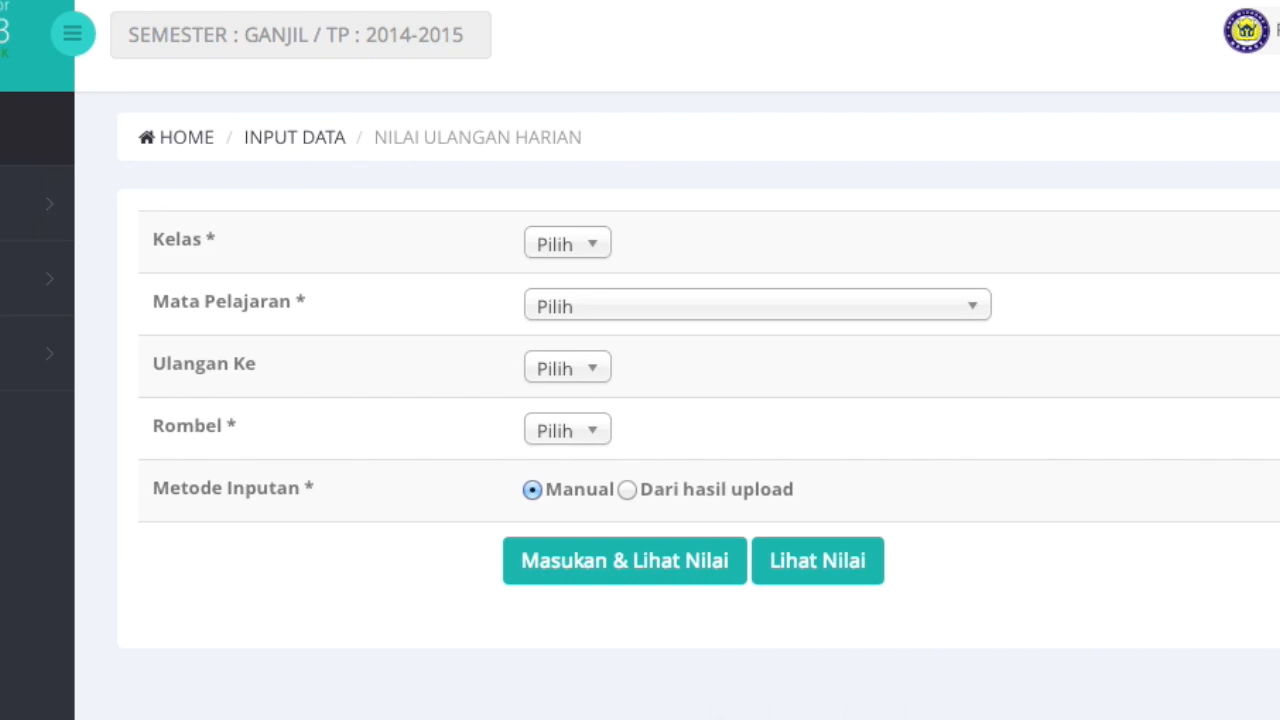 SEMESTER : GANJIL / TP : 2014-2015
HOME / INPUT DATA / NILAI ULANGAN HARIAN
Kelas * Pilih
Mata Pelajaran * Pilih
Ulangan Ke Pilih
Rombel * Pilih
Metode Inputan * Manual Dari hasil upload
Masukan & Lihat Nilai Lihat Nilai